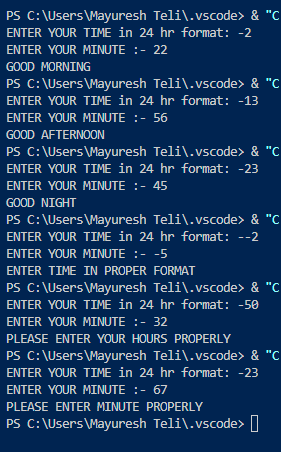 PS C:\Users\Mayuresh Teli\.vscode> & "C
ENTER YOUR TIME in 24 hr format: -2
ENTER YOUR MINUTE :- 22
GOOD MORNING
PS C:\Users\Mayuresh Teli\.vscode> & "C
ENTER YOUR TIME in 24 hr format: -13
ENTER YOUR MINUTE :- 56
GOOD AFTERNOON
PS C:\Users\Mayuresh Teli\.vscode> & "C
ENTER YOUR TIME in 24 hr format: -23
ENTER YOUR MINUTE :- 45
GOOD NIGHT
PS C:\Users\Mayuresh Teli\.vscode> & "C
ENTER YOUR TIME in 24 hr format: --2
ENTER YOUR MINUTE :- -5
ENTER TIME IN PROPER FORMAT
PS C:\Users\Mayuresh Teli\.vscode> & "C
ENTER YOUR TIME in 24 hr format: -50
ENTER YOUR MINUTE :- 32
PLEASE ENTER YOUR HOURS PROPERLY
PS C:\Users\Mayuresh Teli\.vscode> & "C
ENTER YOUR TIME in 24 hr format: -23
ENTER YOUR MINUTE :- 67
PLEASE ENTER MINUTE PROPERLY
PS C:\Users\Mayuresh Teli\.vscode>